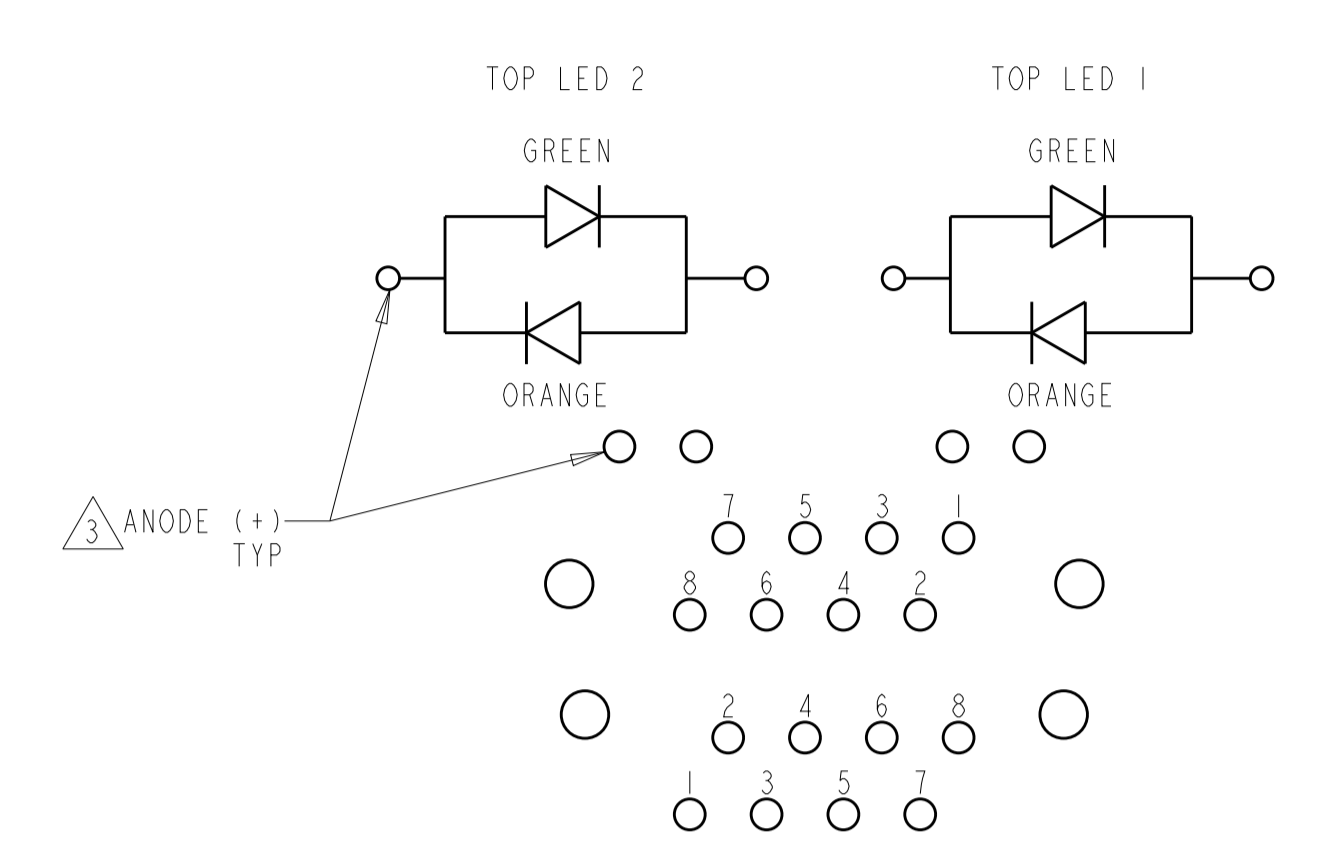 TOP LED 2 TOP LED 1
GREEN GREEN
ORANGE ORANGE
3 ANODE (+)
TYP
7 5 3 1
8 6 4 2
2 4 6 8
1 3 5 7